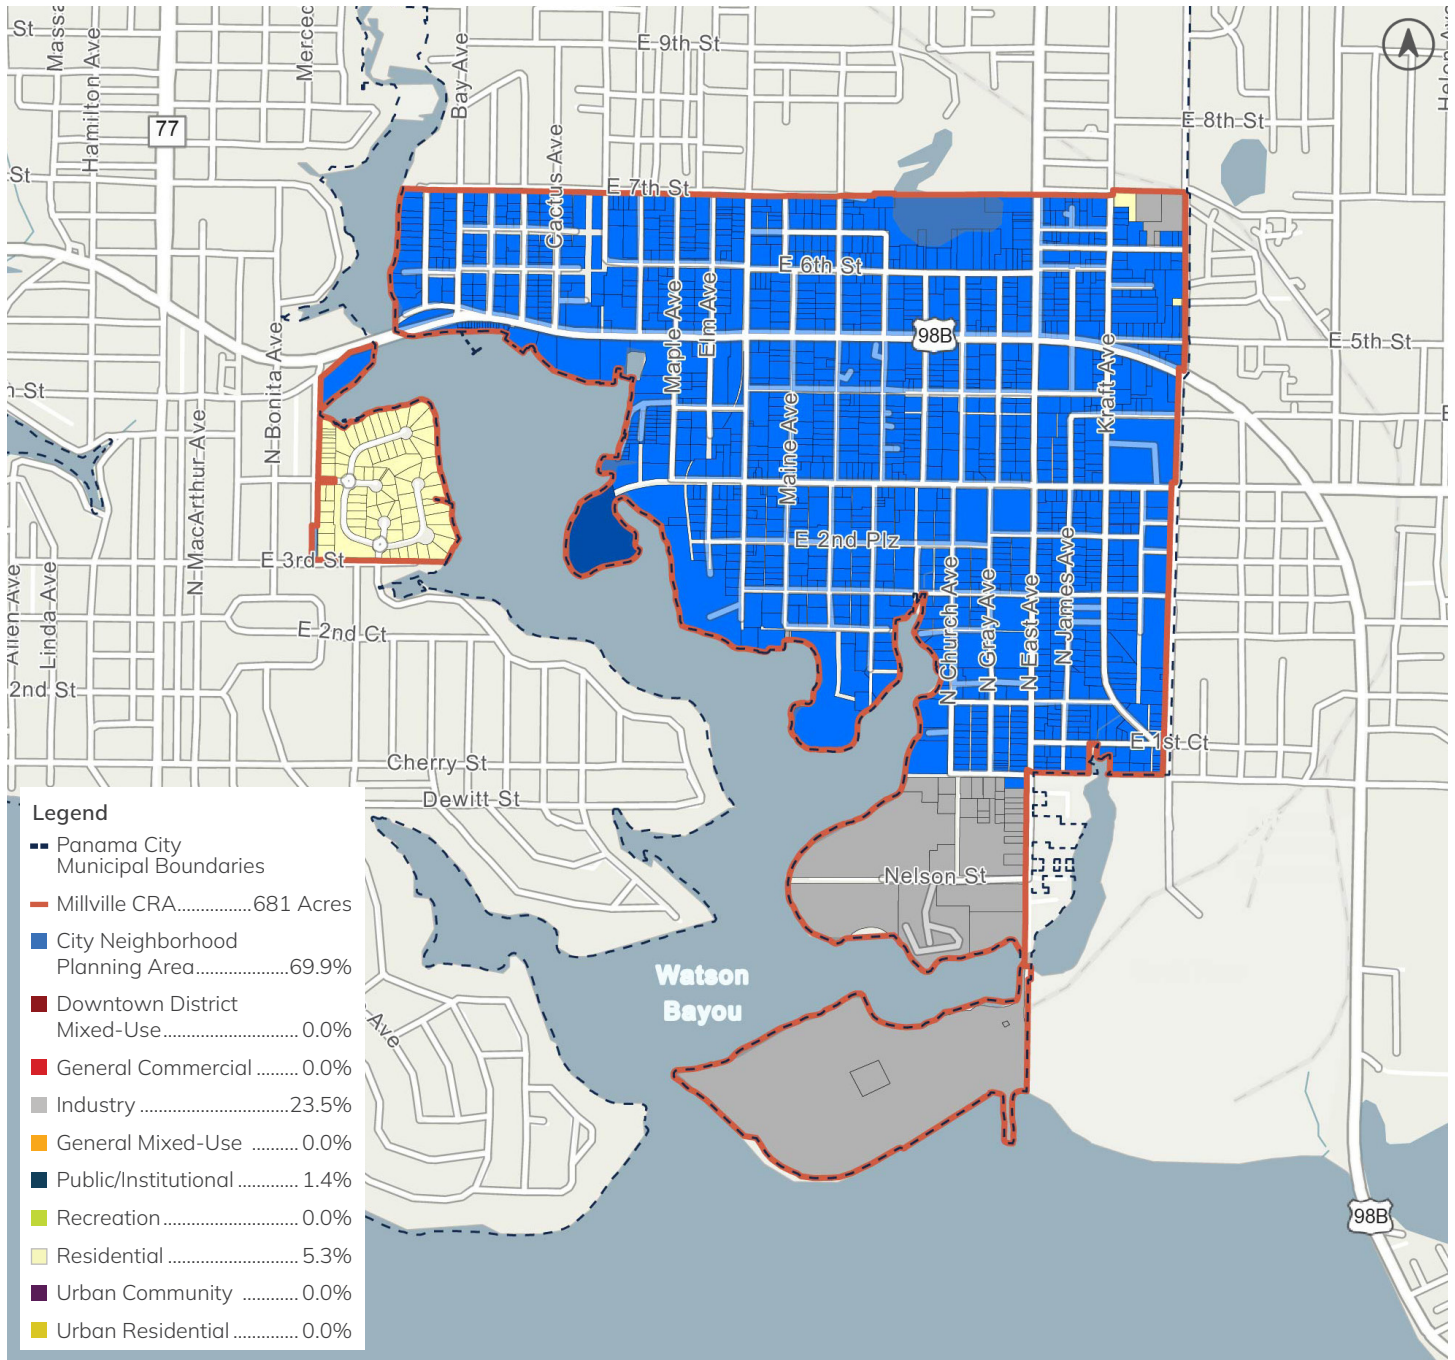 St
Massa
Hamilton Ave
Merced
Bay Ave
E 9th St
Helen Ave
77
E 8th St
St
Cactus Ave
E 7th St
E 6th St
Maple Ave
Elm Ave
98B
E 5th St
Kraft Ave
N Bonita Ave
h St
N MacArthur Ave
Maine Ave
E 2nd Plz
E 3rd St
N Church Ave
N Gray Ave
N East Ave
N James Ave
Allen Ave
Linda Ave
E 2nd Ct
2nd St
E 1st Ct
Cherry St
Dewitt St
Nelson St
Watson
Bayou
Ave
98B
Legend
Panama City
Municipal Boundaries
Millville CRA..............681 Acres
City Neighborhood
Planning Area.................69.9%
Downtown District
Mixed-Use......................... 0.0%
General Commercial ........ 0.0%
Industry ............................23.5%
General Mixed-Use ......... 0.0%
Public/Institutional ............ 1.4%
Recreation......................... 0.0%
Residential ........................ 5.3%
Urban Community ........... 0.0%
Urban Residential ............. 0.0%